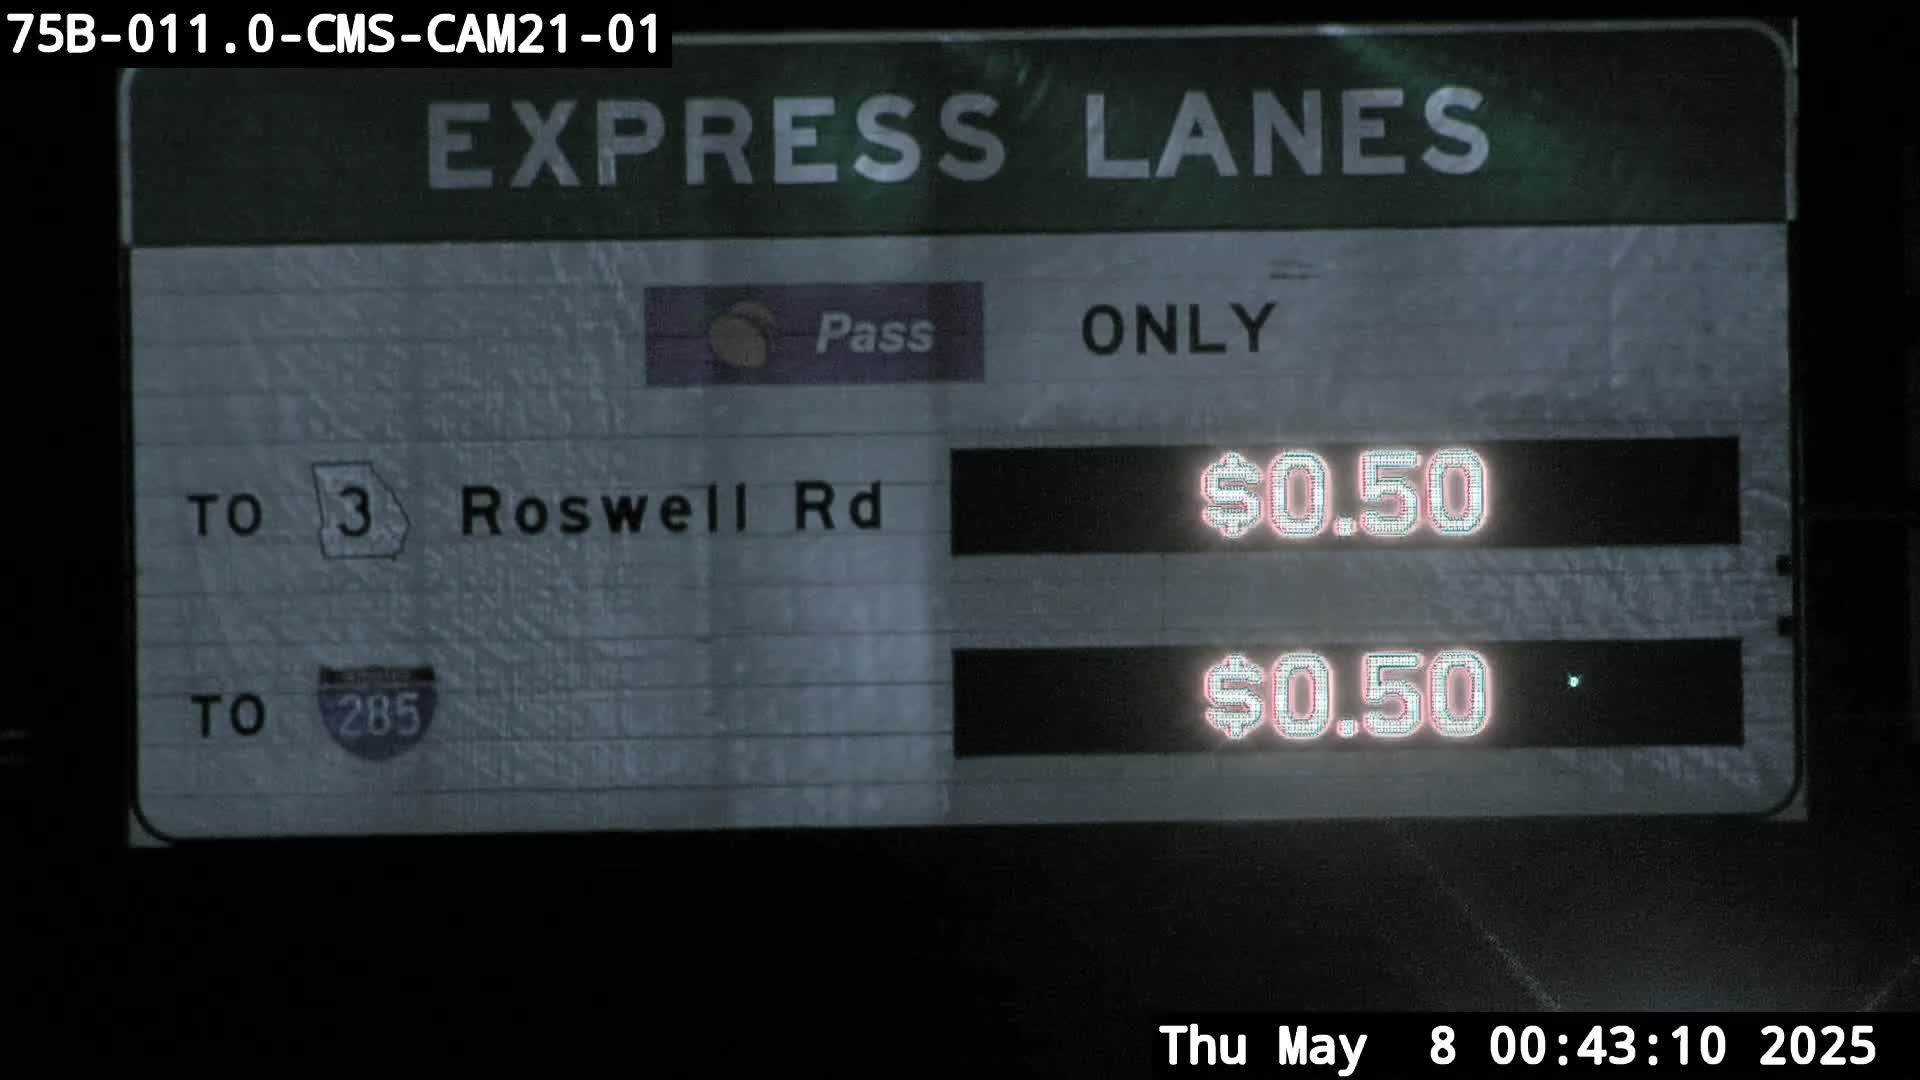 75B-011.0-CMS-CAM21-01
EXPRESS LANES
Pass ONLY
TO 3 Roswell Rd $0.50
TO 285 $0.50
Thu May 8 00:43:10 2025